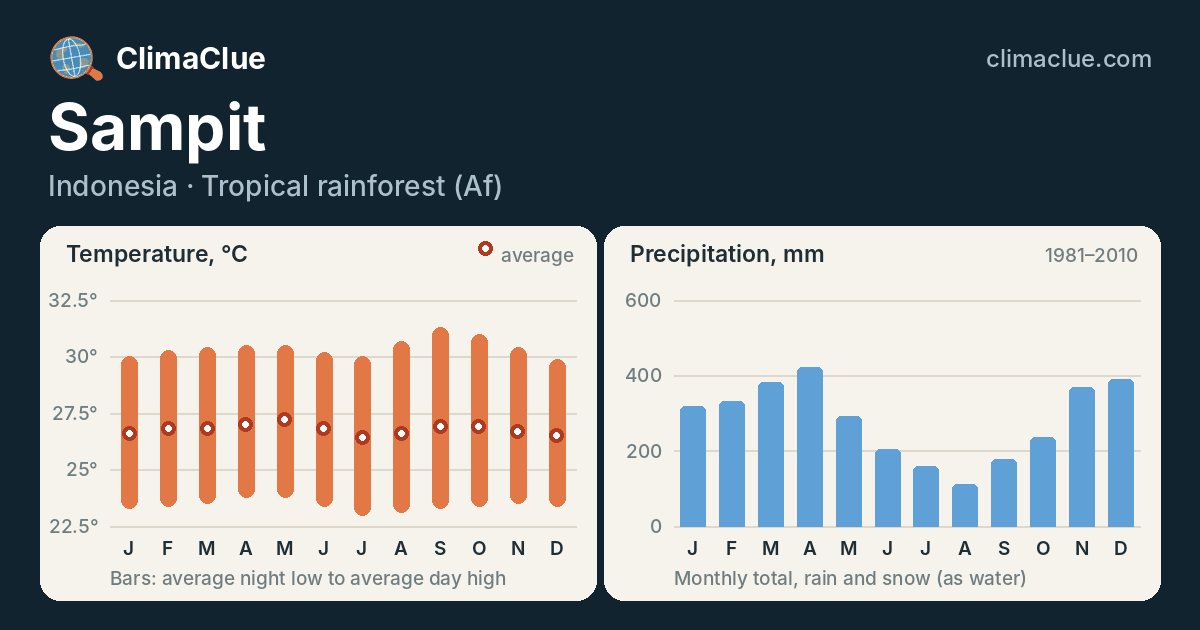 ClimaClue
climaclue.com
Sampit
Indonesia · Tropical rainforest (Af)
Temperature, °C
average
32.5°
30°
27.5°
25°
22.5°
J F M A M J J A S O N D
Bars: average night low to average day high
Precipitation, mm
1981–2010
600
400
200
0
J F M A M J J A S O N D
Monthly total, rain and snow (as water)